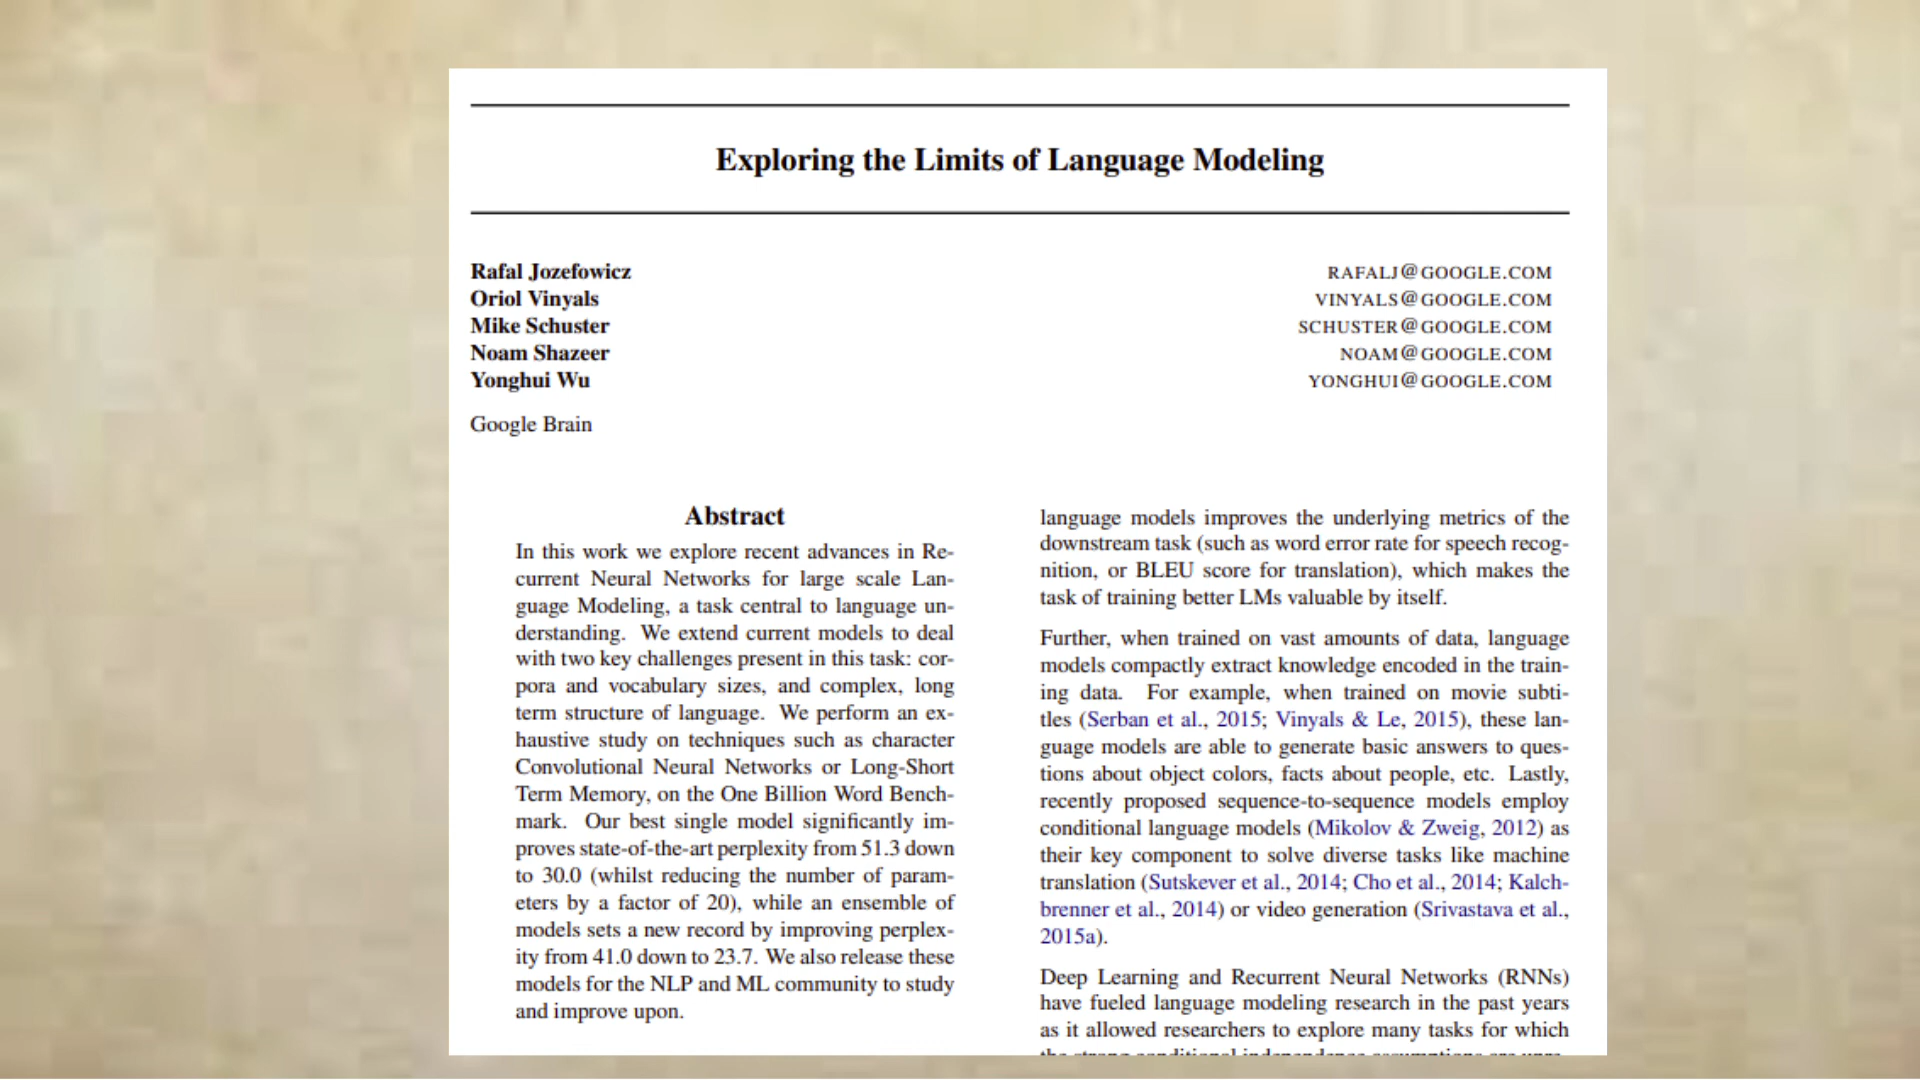 Exploring the Limits of Language Modeling
Rafal Jozefowicz RAFALJ@GOOGLE.COM
Oriol Vinyals VINYALS@GOOGLE.COM
Mike Schuster SCHUSTER@GOOGLE.COM
Noam Shazeer NOAM@GOOGLE.COM
Yonghui Wu YONGHUI@GOOGLE.COM
Google Brain
Abstract
In this work we explore recent advances in Re-
current Neural Networks for large scale Lan-
guage Modeling, a task central to language un-
derstanding. We extend current models to deal
with two key challenges present in this task: cor-
pora and vocabulary sizes, and complex, long
term structure of language. We perform an ex-
haustive study on techniques such as character
Convolutional Neural Networks or Long-Short
Term Memory, on the One Billion Word Bench-
mark. Our best single model significantly im-
proves state-of-the-art perplexity from 51.3 down
to 30.0 (whilst reducing the number of param-
eters by a factor of 20), while an ensemble of
models sets a new record by improving perplex-
ity from 41.0 down to 23.7. We also release these
models for the NLP and ML community to study
and improve upon.
language models improves the underlying metrics of the
downstream task (such as word error rate for speech recog-
nition, or BLEU score for translation), which makes the
task of training better LMs valuable by itself.
Further, when trained on vast amounts of data, language
models compactly extract knowledge encoded in the train-
ing data. For example, when trained on movie subti-
tles (Serban et al., 2015; Vinyals & Le, 2015), these lan-
guage models are able to generate basic answers to ques-
tions about object colors, facts about people, etc. Lastly,
recently proposed sequence-to-sequence models employ
conditional language models (Mikolov & Zweig, 2012) as
their key component to solve diverse tasks like machine
translation (Sutskever et al., 2014; Cho et al., 2014; Kalch-
brenner et al., 2014) or video generation (Srivastava et al.,
2015a).
Deep Learning and Recurrent Neural Networks (RNNs)
have fueled language modeling research in the past years
as it allowed researchers to explore many tasks for which